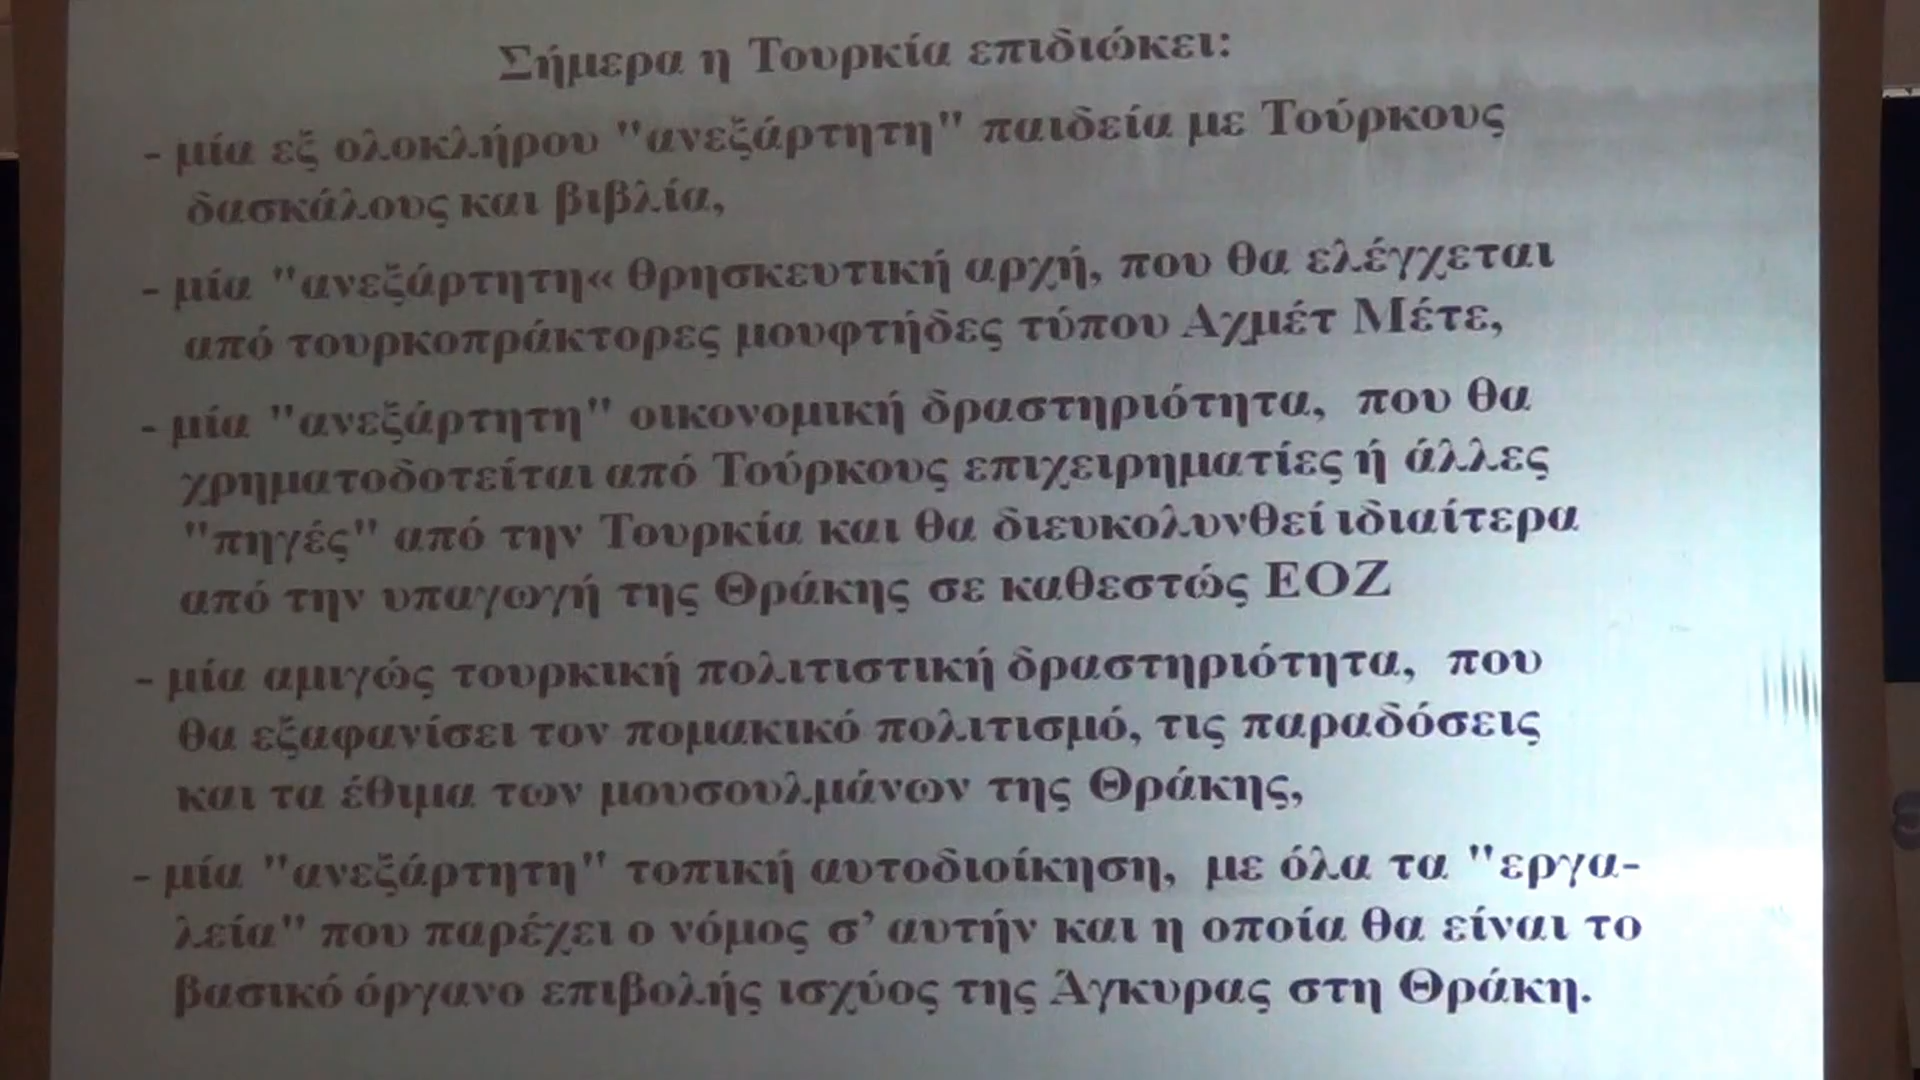 Σήμερα η Τουρκία επιδιώκει:
- μία εξ ολοκλήρου "ανεξάρτητη" παιδεία με Τούρκους
δασκάλους και βιβλία,
- μία "ανεξάρτητη« θρησκευτική αρχή, που θα ελέγχεται
από τουρκοπράκτορες μουφτήδες τύπου Αχμέτ Μέτε,
- μία "ανεξάρτητη" οικονομική δραστηριότητα, που θα
χρηματοδοτείται από Τούρκους επιχειρηματίες ή άλλες
"πηγές" από την Τουρκία και θα διευκολυνθεί ιδιαίτερα
από την υπαγωγή της Θράκης σε καθεστώς ΕΟΖ
- μία αμιγώς τουρκική πολιτιστική δραστηριότητα, που
θα εξαφανίσει τον πομακικό πολιτισμό, τις παραδόσεις
και τα έθιμα των μουσουλμάνων της Θράκης,
- μία "ανεξάρτητη" τοπική αυτοδιοίκηση, με όλα τα "εργα-
λεία" που παρέχει ο νόμος σ’ αυτήν και η οποία θα είναι το
βασικό όργανο επιβολής ισχύος της Άγκυρας στη Θράκη.